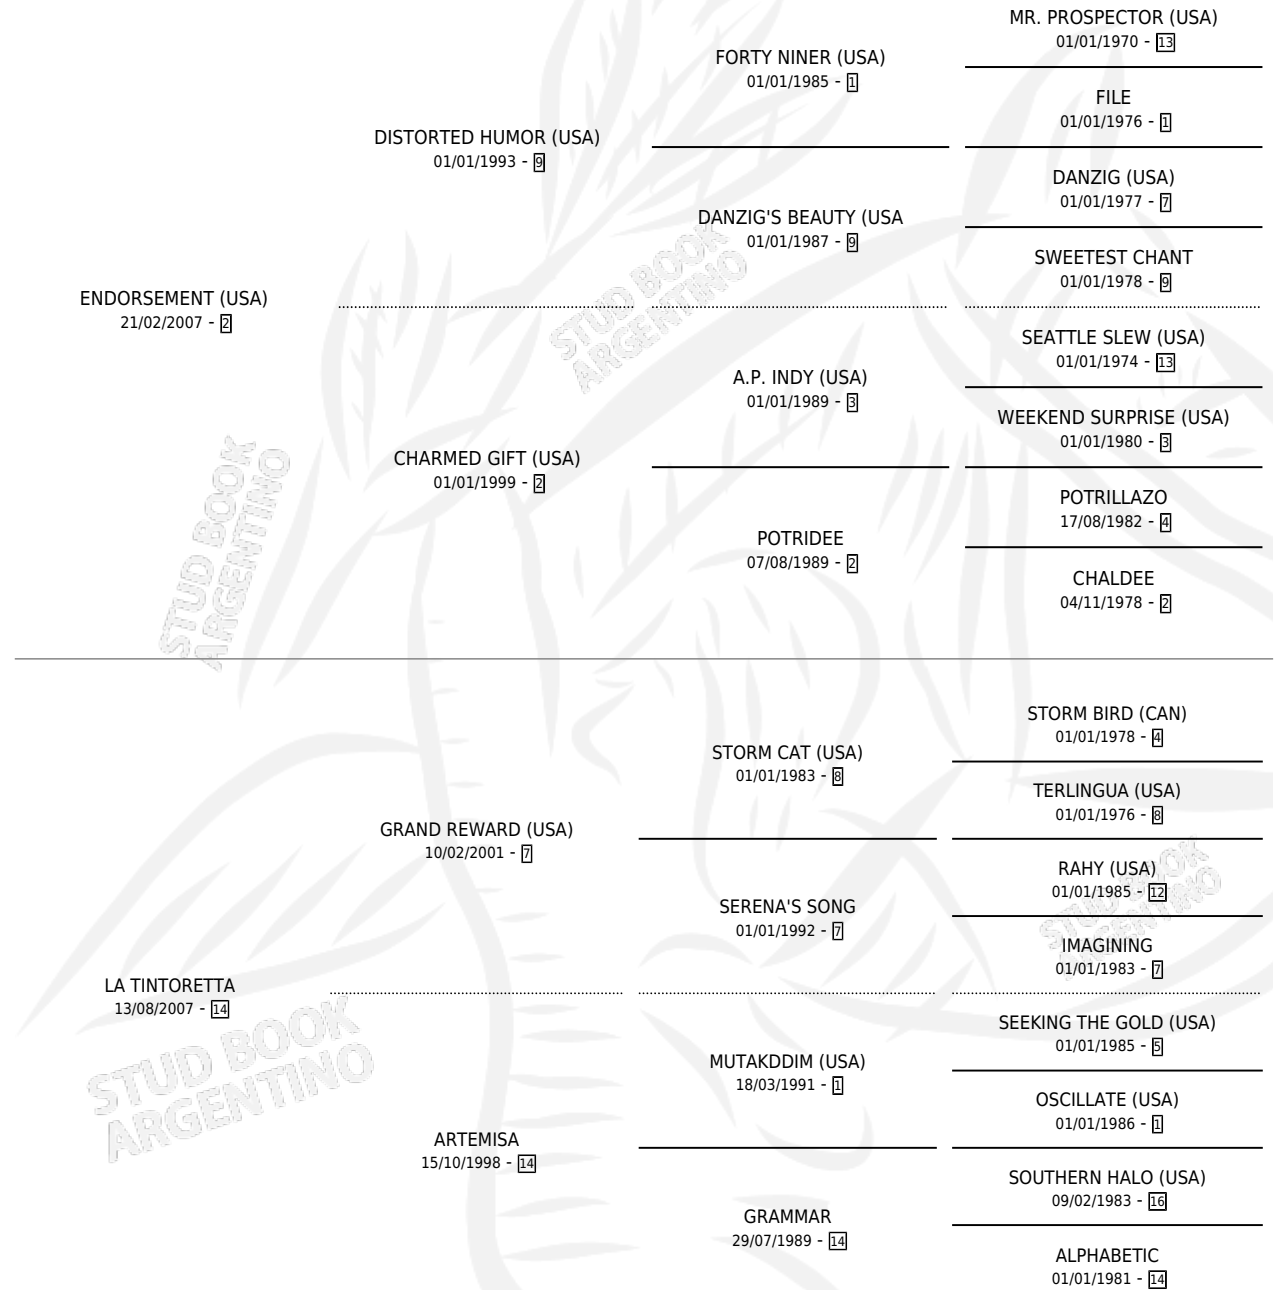 MR. PROSPECTOR (USA)
01/01/1970 - 13
FORTY NINER (USA)
01/01/1985 - 1
FILE
01/01/1976 - 1
DISTORTED HUMOR (USA)
01/01/1993 - 9
DANZIG (USA)
01/01/1977 - 7
DANZIG'S BEAUTY (USA
01/01/1987 - 9
SWEETEST CHANT
01/01/1978 - 9
ENDORSEMENT (USA)
21/02/2007 - 2
STUD BOOK
ARGENTINO
SEATTLE SLEW (USA)
01/01/1974 - 13
A.P. INDY (USA)
01/01/1989 - 3
WEEKEND SURPRISE (USA)
01/01/1980 - 3
CHARMED GIFT (USA)
01/01/1999 - 2
POTRILLAZO
17/08/1982 - 4
POTRIDEE
07/08/1989 - 2
CHALDEE
04/11/1978 - 2
STUD BOOK
ARGENTINO
STORM BIRD (CAN)
01/01/1978 - 4
STORM CAT (USA)
01/01/1983 - 8
TERLINGUA (USA)
01/01/1976 - 8
GRAND REWARD (USA)
10/02/2001 - 7
RAHY (USA)
01/01/1985 - 12
SERENA'S SONG
01/01/1992 - 7
STUD BOOK
ARGENTINO
IMAGINING
01/01/1983 - 7
LA TINTORETTA
13/08/2007 - 14
STUD BOOK
ARGENTINO
SEEKING THE GOLD (USA)
01/01/1985 - 5
MUTAKDDIM (USA)
18/03/1991 - 1
OSCILLATE (USA)
01/01/1986 - 1
ARTEMISA
15/10/1998 - 14
SOUTHERN HALO (USA)
09/02/1983 - 16
GRAMMAR
29/07/1989 - 14
ALPHABETIC
01/01/1981 - 14